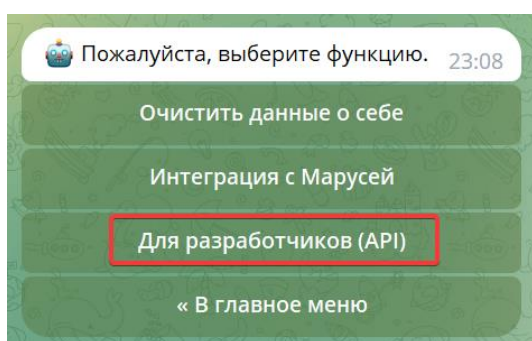 Пожалуйста, выберите функцию. 23:08
Очистить данные о себе
Интеграция с Марусей
Для разработчиков (API)
« В главное меню